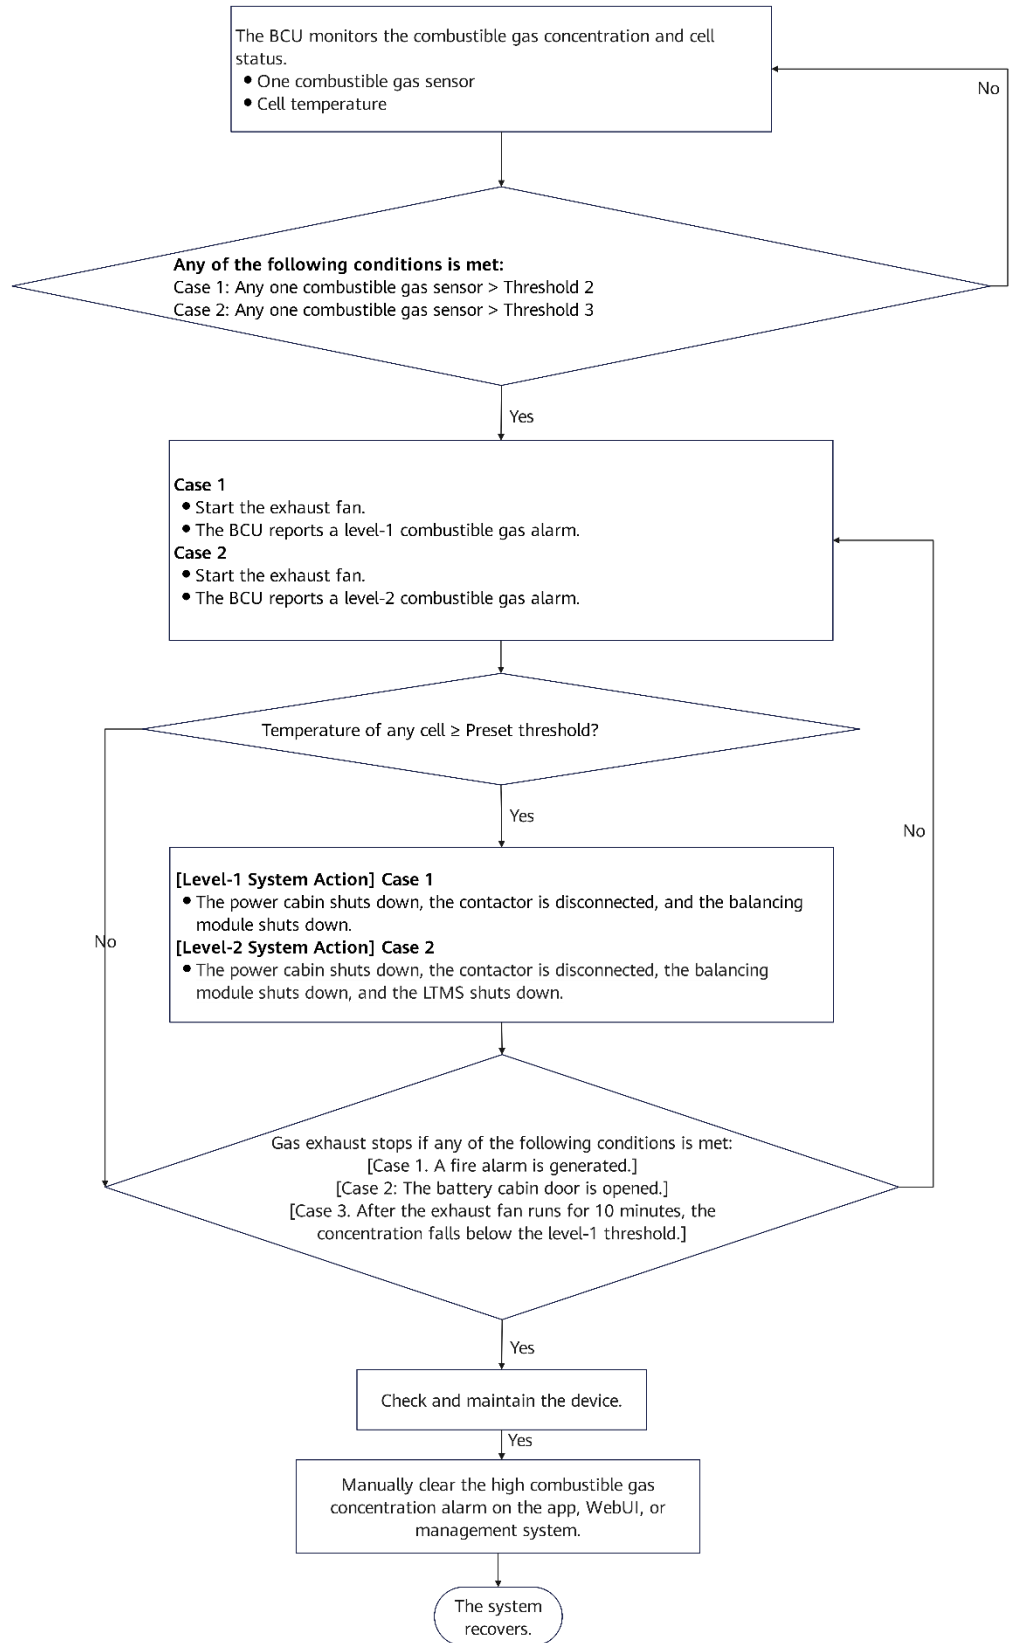 The BCU monitors the combustible gas concentration and cell
status.
● One combustible gas sensor
● Cell temperature
No
Any of the following conditions is met:
Case 1: Any one combustible gas sensor > Threshold 2
Case 2: Any one combustible gas sensor > Threshold 3
Yes
Case 1
● Start the exhaust fan.
● The BCU reports a level-1 combustible gas alarm.
Case 2
● Start the exhaust fan.
● The BCU reports a level-2 combustible gas alarm.
Temperature of any cell ≥ Preset threshold?
Yes
No
[Level-1 System Action] Case 1
● The power cabin shuts down, the contactor is disconnected, and the balancing
module shuts down.
No
[Level-2 System Action] Case 2
● The power cabin shuts down, the contactor is disconnected, the balancing
module shuts down, and the LTMS shuts down.
Gas exhaust stops if any of the following conditions is met:
[Case 1. A fire alarm is generated.]
[Case 2: The battery cabin door is opened.]
[Case 3. After the exhaust fan runs for 10 minutes, the
concentration falls below the level-1 threshold.]
Yes
Check and maintain the device.
Yes
Manually clear the high combustible gas
concentration alarm on the app, WebUI, or
management system.
The system
recovers.